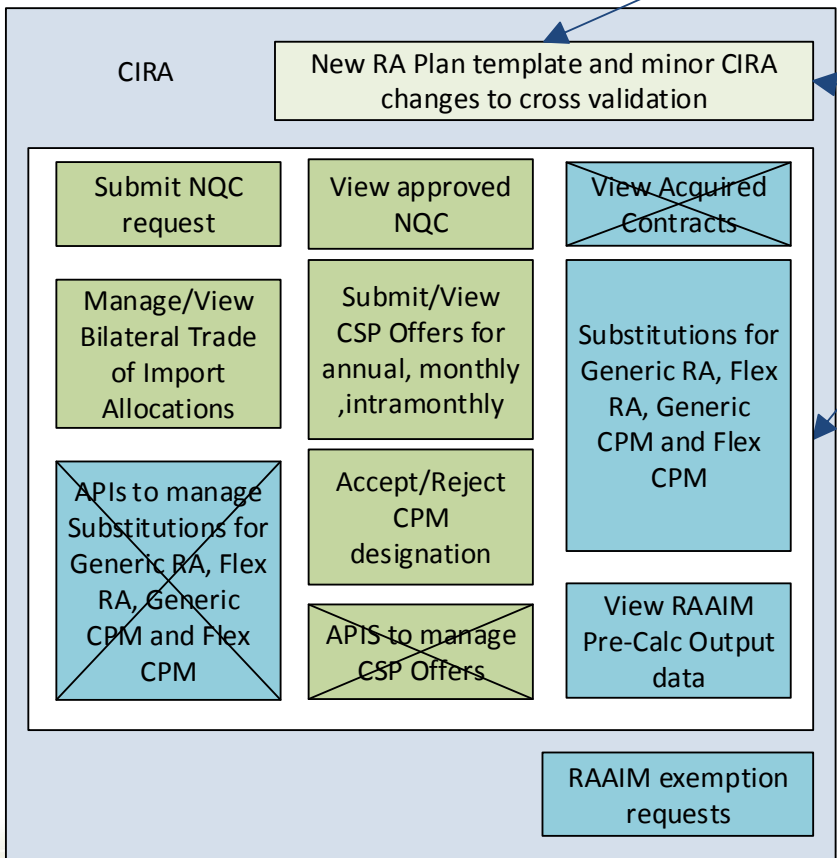 CIRA
New RA Plan template and minor CIRA
changes to cross validation
Submit NQC
request
View approved
NQC
View Acquired
Contracts
Manage/View
Bilateral Trade
of Import
Allocations
Submit/View
CSP Offers for
annual, monthly
,intramonthly
Substitutions for
Generic RA, Flex
RA, Generic
CPM and Flex
CPM
APIs to manage
Substitutions for
Generic RA, Flex
RA, Generic
CPM and Flex
CPM
Accept/Reject
CPM
designation
APIS to manage
CSP Offers
View RAAIM
Pre-Calc Output
data
RAAIM exemption
requests